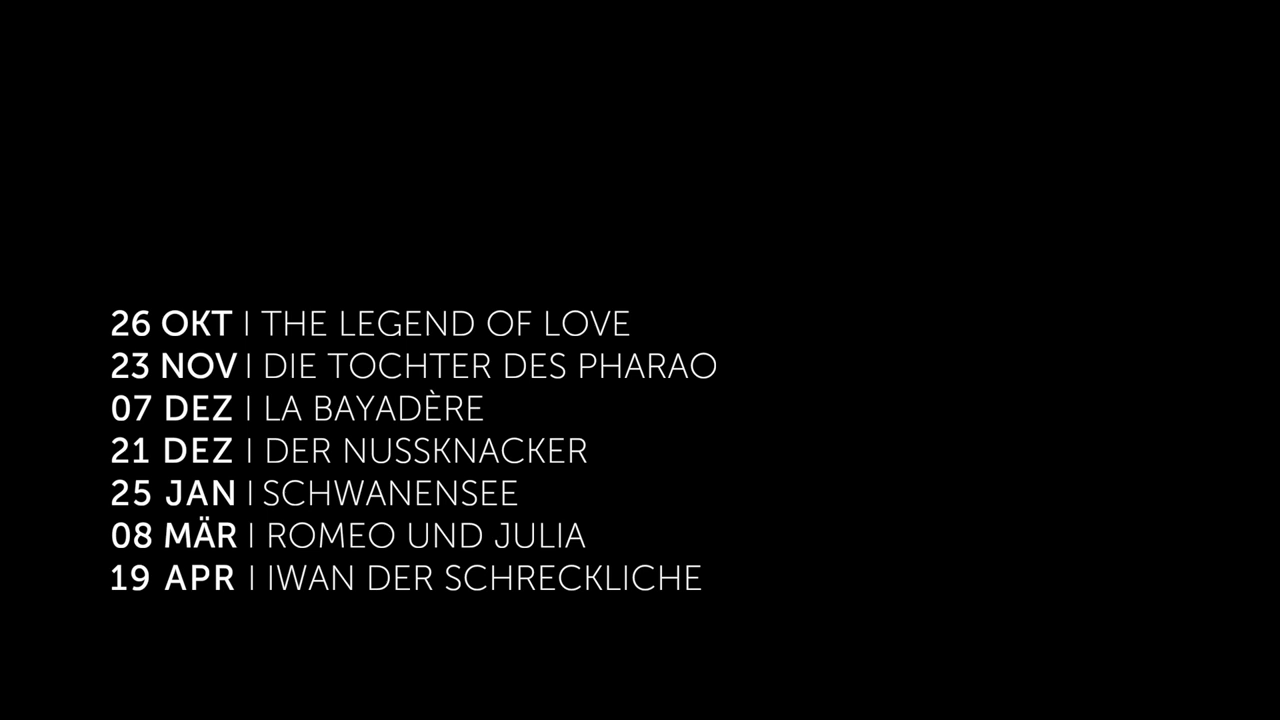 26 OKT | THE LEGEND OF LOVE
23 NOV | DIE TOCHTER DES PHARAO
07 DEZ | LA BAYADÈRE
21 DEZ | DER NUSSKNACKER
25 JAN | SCHWANENSEE
08 MÄR | ROMEO UND JULIA
19 APR | IWAN DER SCHRECKLICHE